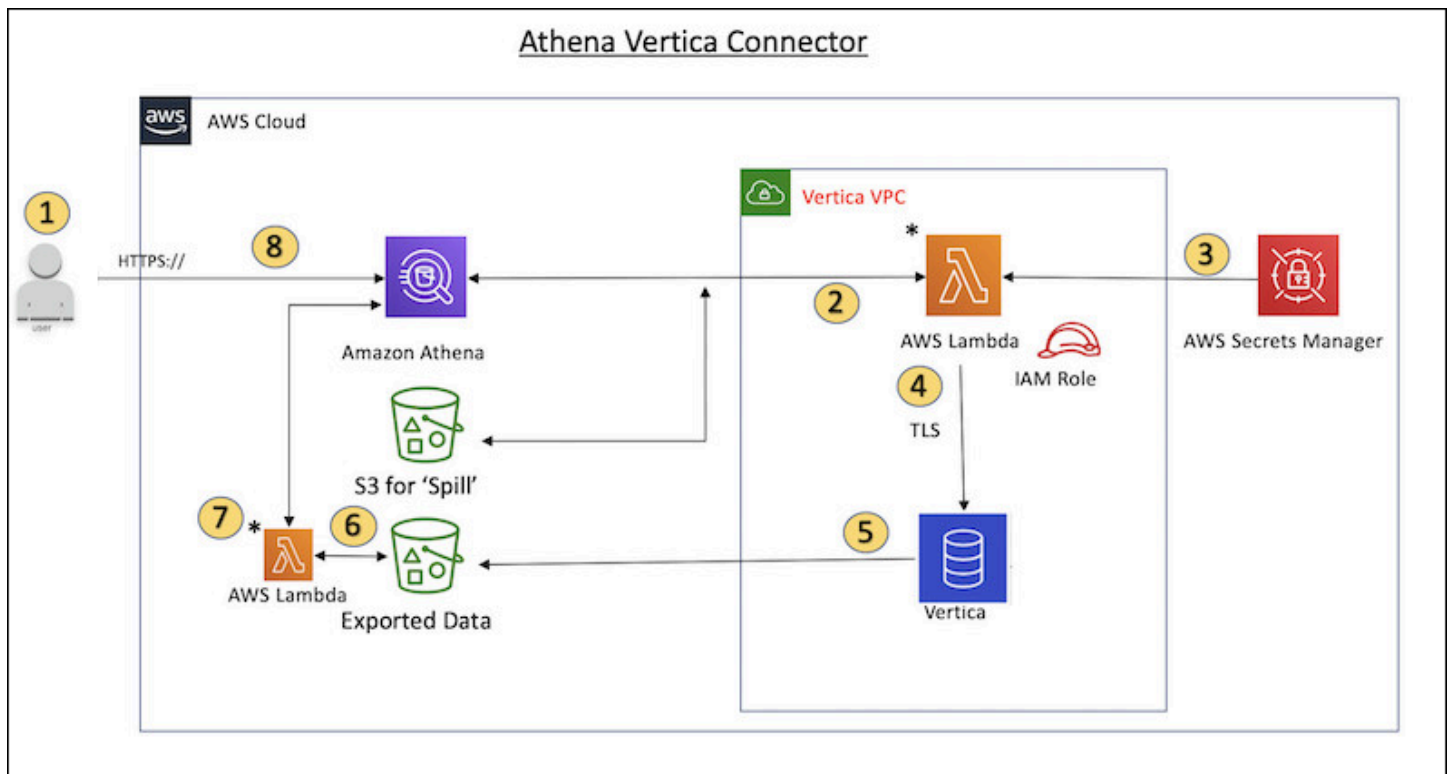 Athena Vertica Connector
aws
AWS Cloud
1
Vertica VPC
*
8
HTTPS://
3
2
user
Amazon Athena
AWS Lambda
AWS Secrets Manager
IAM Role
4
TLS
S3 for ‘Spill’
7
*
6
5
AWS Lambda
Exported Data
Vertica